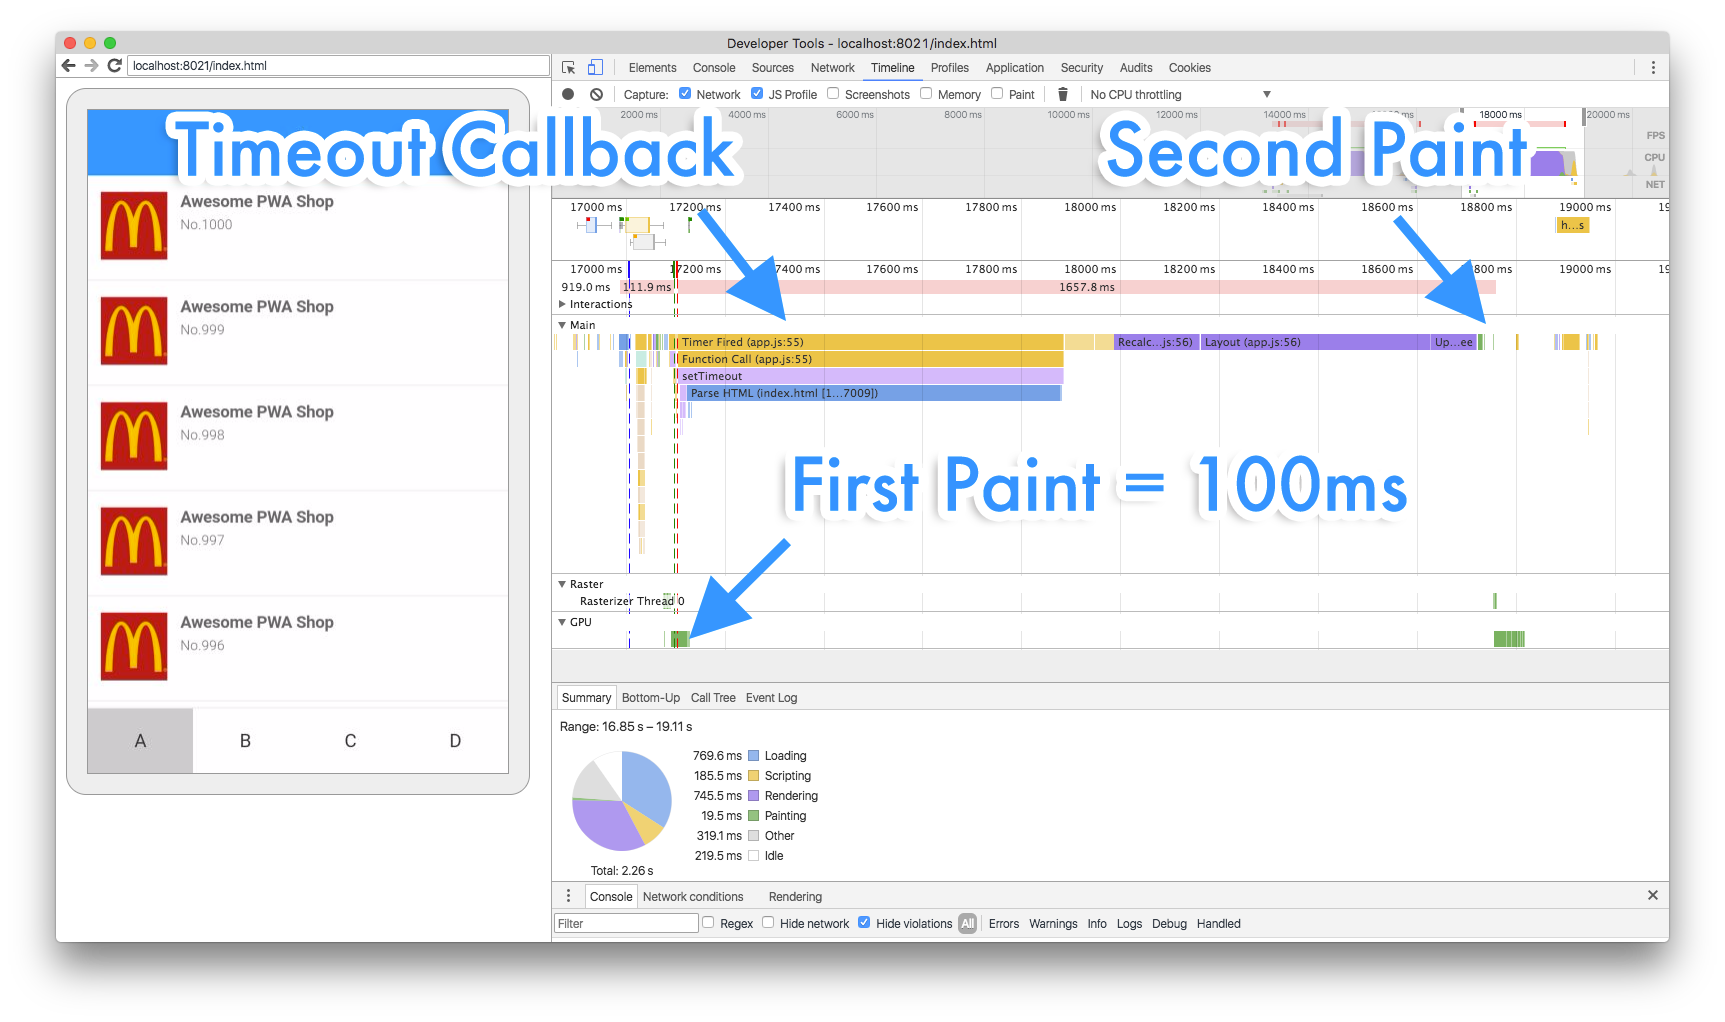 Developer Tools - localhost:8021/index.html
localhost:8021/index.html
Elements Console Sources Network Timeline Profiles Application Security Audits Cookies
Capture: Network JS Profile Screenshots Memory Paint No CPU throttling
2000 ms 4000 ms 6000 ms 8000 ms 10000 ms 12000 ms 14000 ms 18000 ms 20000 ms
FPS
CPU
NET
Timeout Callback
Second Paint
17000 ms 17200 ms 17400 ms 17600 ms 17800 ms 18000 ms 18200 ms 18400 ms 18600 ms 18800 ms 19000 ms 19
h...s
17000 ms 17200 ms 7400 ms 17600 ms 17800 ms 18000 ms 18200 ms 18400 ms 18600 ms 800 ms 19000 ms 19
919.0 ms 111.9 ms 1657.8 ms
Interactions
Main
Timer Fired (app.js:55) Recalc...js:56) Layout (app.js:56) Up...ee
Function Call (app.js:55)
setTimeout
Parse HTML (index.html [1...7009])
First Paint = 100ms
Raster
Rasterizer Thread 0
GPU
Awesome PWA Shop
No.1000
Awesome PWA Shop
No.999
Awesome PWA Shop
No.998
Awesome PWA Shop
No.997
Awesome PWA Shop
No.996
A B C D
Summary Bottom-Up Call Tree Event Log
Range: 16.85 s – 19.11 s
769.6 ms Loading
185.5 ms Scripting
745.5 ms Rendering
19.5 ms Painting
319.1 ms Other
219.5 ms Idle
Total: 2.26 s
Console Network conditions Rendering
Filter Regex Hide network Hide violations All Errors Warnings Info Logs Debug Handled